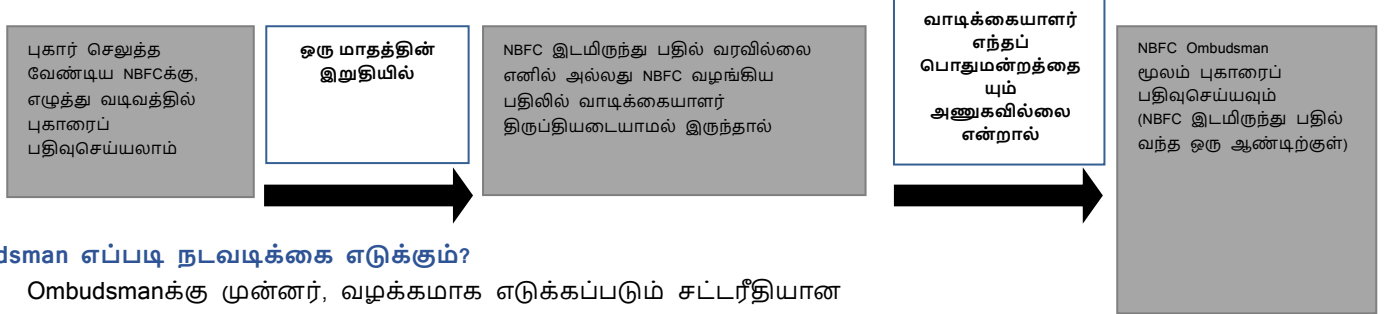 புகார் செலுத்த
வேண்டிய NBFCக்கு,
எழுத்து வடிவத்தில்
புகாரைப்
பதிவுசெய்யலாம்
ஒரு மாதத்தின்
இறுதியில்
NBFC இடமிருந்து பதில் வரவில்லை
எனில் அல்லது NBFC வழங்கிய
பதிலில் வாடிக்கையாளர்
திருப்தியடையாமல் இருந்தால்
வாடிக்கையாளர்
எந்தப்
பொதுமன்றத்தை
யும்
அணுகவில்லை
என்றால்
NBFC Ombudsman
மூலம் புகாரைப்
பதிவுசெய்யவும்
(NBFC இடமிருந்து பதில்
வந்த ஒரு ஆண்டிற்குள்)
dsman எப்படி நடவடிக்கை எடுக்கும்?
Ombudsmanக்கு முன்னர், வழக்கமாக எடுக்கப்படும் சட்டரீதியான